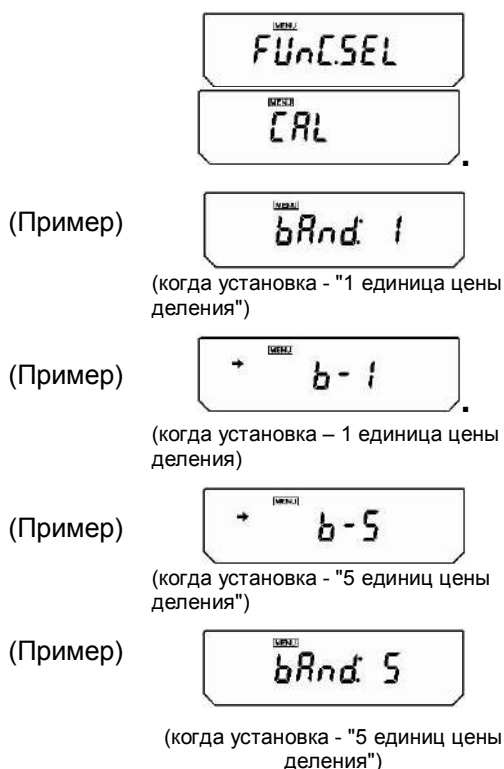 MENU
FUnC.SEL
MENU
CAL
.
(Пример)
MENU
bAnd: 1
(когда установка - "1 единица цены
деления")
(Пример)
→ MENU
b-1
.
(когда установка – 1 единица цены
деления)
(Пример)
→ MENU
b-5
(когда установка - "5 единиц цены
деления")
(Пример)
MENU
bAnd: 5
(когда установка - "5 единиц цены
деления")